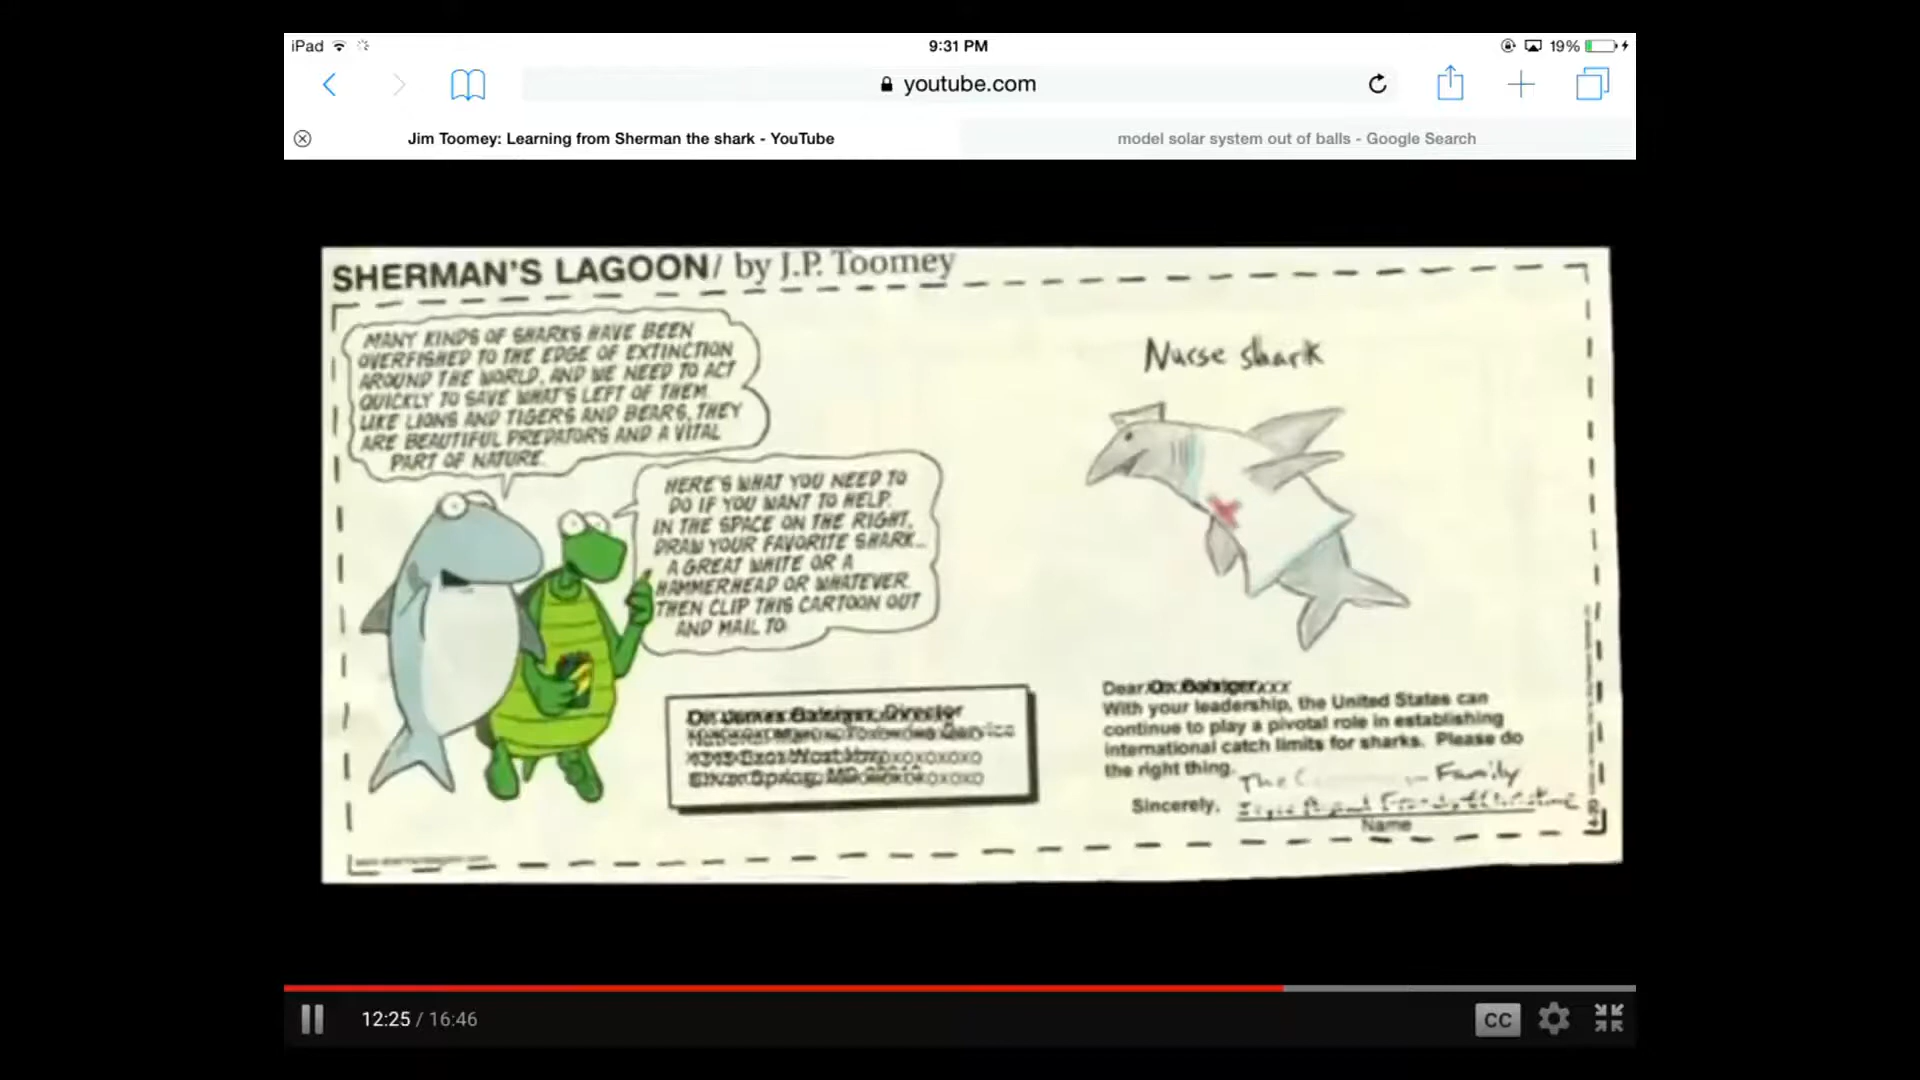 iPad
9:31 PM
19%
youtube.com
Jim Toomey: Learning from Sherman the shark - YouTube
model solar system out of balls - Google Search
SHERMAN'S LAGOON/ by J.P. Toomey
MANY KINDS OF SHARKS HAVE BEEN
OVERFISHED TO THE EDGE OF EXTINCTION
AROUND THE WORLD, AND WE NEED TO ACT
QUICKLY TO SAVE WHAT'S LEFT OF THEM.
LIKE LIONS AND TIGERS AND BEARS, THEY
ARE BEAUTIFUL PREDATORS AND A VITAL
PART OF NATURE.
HERE'S WHAT YOU NEED TO
DO IF YOU WANT TO HELP.
IN THE SPACE ON THE RIGHT,
DRAW YOUR FAVORITE SHARK...
A GREAT WHITE OR A
HAMMERHEAD OR WHATEVER.
THEN CLIP THIS CARTOON OUT
AND MAIL TO:
Nurse shark
Dear
With your leadership, the United States can
continue to play a pivotal role in establishing
international catch limits for sharks. Please do
the right thing.
The Family
Sincerely,
Name
12:25 / 16:46
CC